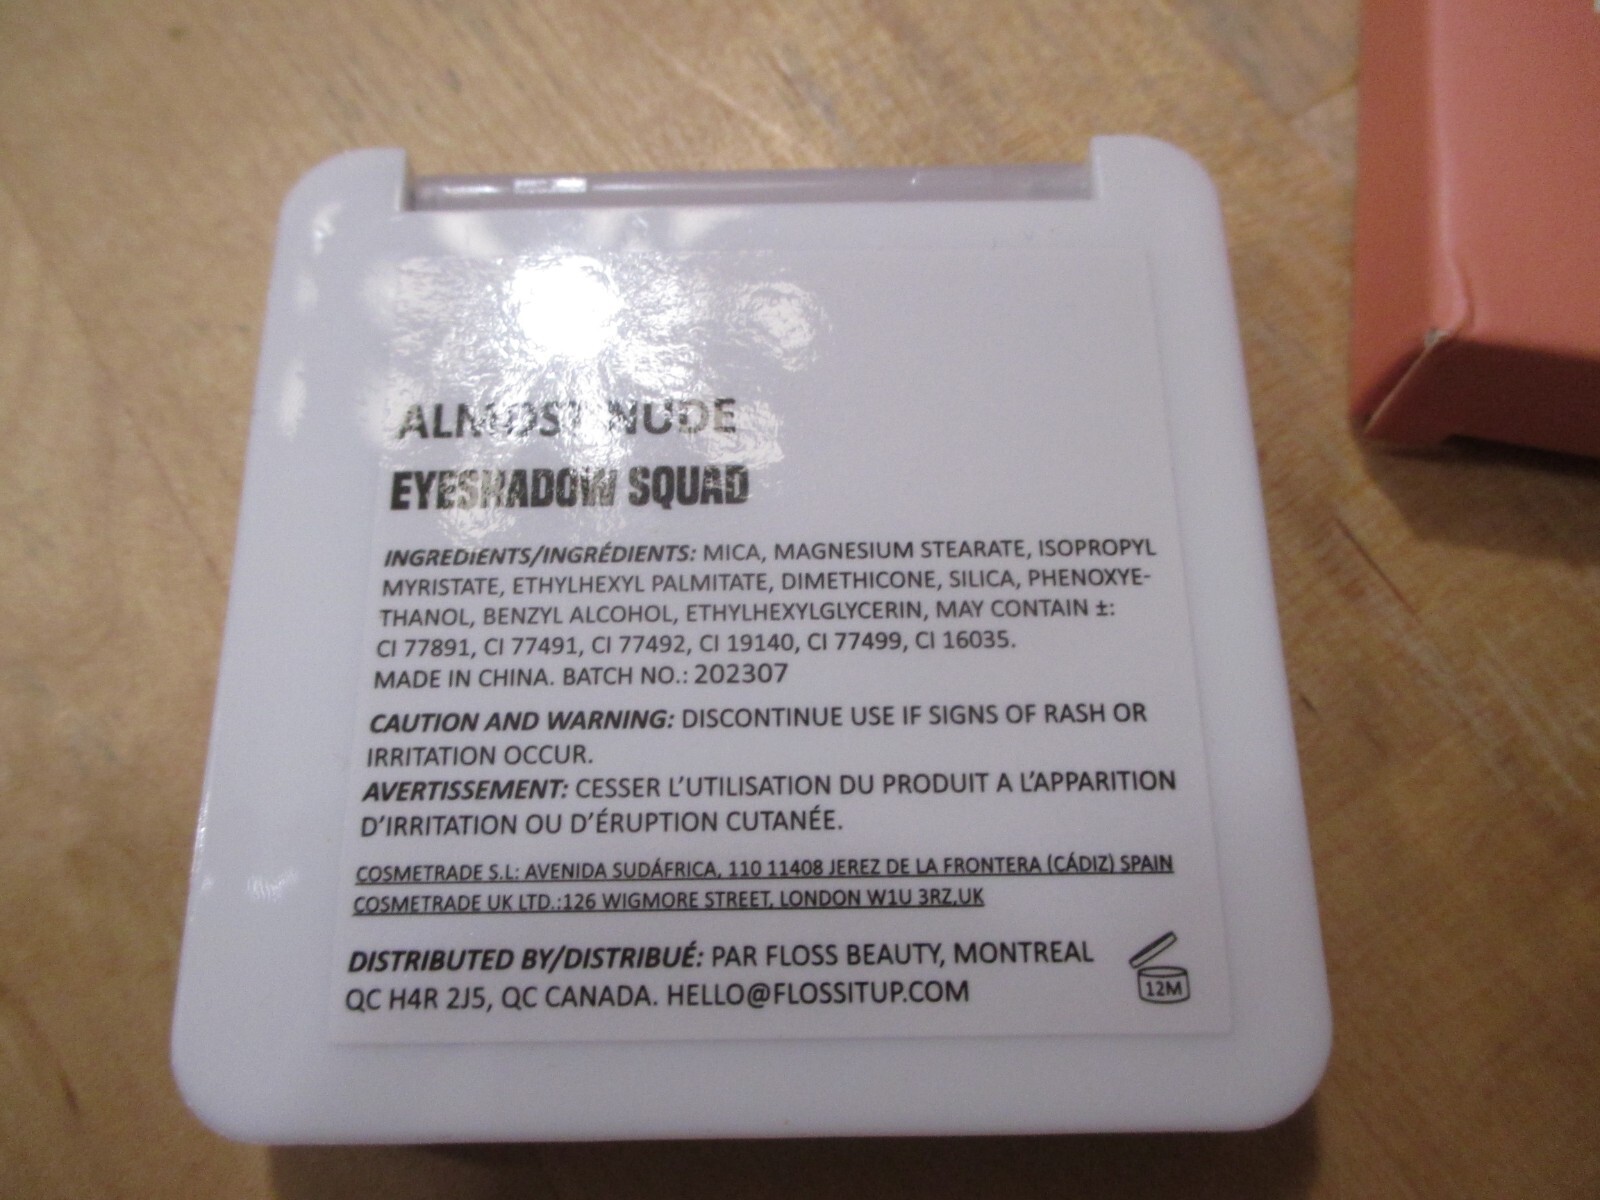 ALMOST NUDE
EYESHADOW SQUAD
INGREDIENTS/INGRÉDIENTS: MICA, MAGNESIUM STEARATE, ISOPROPYL
MYRISTATE, ETHYLHEXYL PALMITATE, DIMETHICONE, SILICA, PHENOXYE-
THANOL, BENZYL ALCOHOL, ETHYLHEXYLGLYCERIN, MAY CONTAIN ±:
CI 77891, CI 77491, CI 77492, CI 19140, CI 77499, CI 16035.
MADE IN CHINA. BATCH NO.: 202307
CAUTION AND WARNING: DISCONTINUE USE IF SIGNS OF RASH OR
IRRITATION OCCUR.
AVERTISSEMENT: CESSER L'UTILISATION DU PRODUIT A L'APPARITION
D'IRRITATION OU D'ÉRUPTION CUTANÉE.
COSMETRADE S.L: AVENIDA SUDÁFRICA, 110 11408 JEREZ DE LA FRONTERA (CÁDIZ) SPAIN
COSMETRADE UK LTD.:126 WIGMORE STREET, LONDON W1U 3RZ,UK
DISTRIBUTED BY/DISTRIBUÉ: PAR FLOSS BEAUTY, MONTREAL
QC H4R 2J5, QC CANADA. HELLO@FLOSSITUP.COM
12M